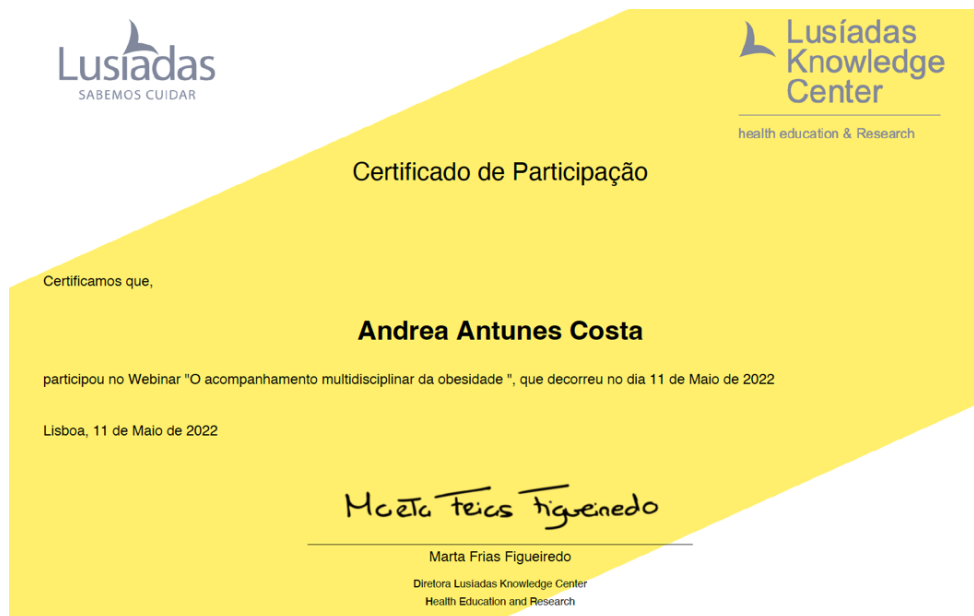 Lusíadas
SABEMOS CUIDAR
Lusíadas
Knowledge
Center
health education & Research
Certificado de Participação
Certificamos que,
Andrea Antunes Costa
participou no Webinar "O acompanhamento multidisciplinar da obesidade ", que decorreu no dia 11 de Maio de 2022
Lisboa, 11 de Maio de 2022
Marta Frias Figueiredo
Marta Frias Figueiredo
Diretora Lusiadas Knowledge Center
Health Education and Research